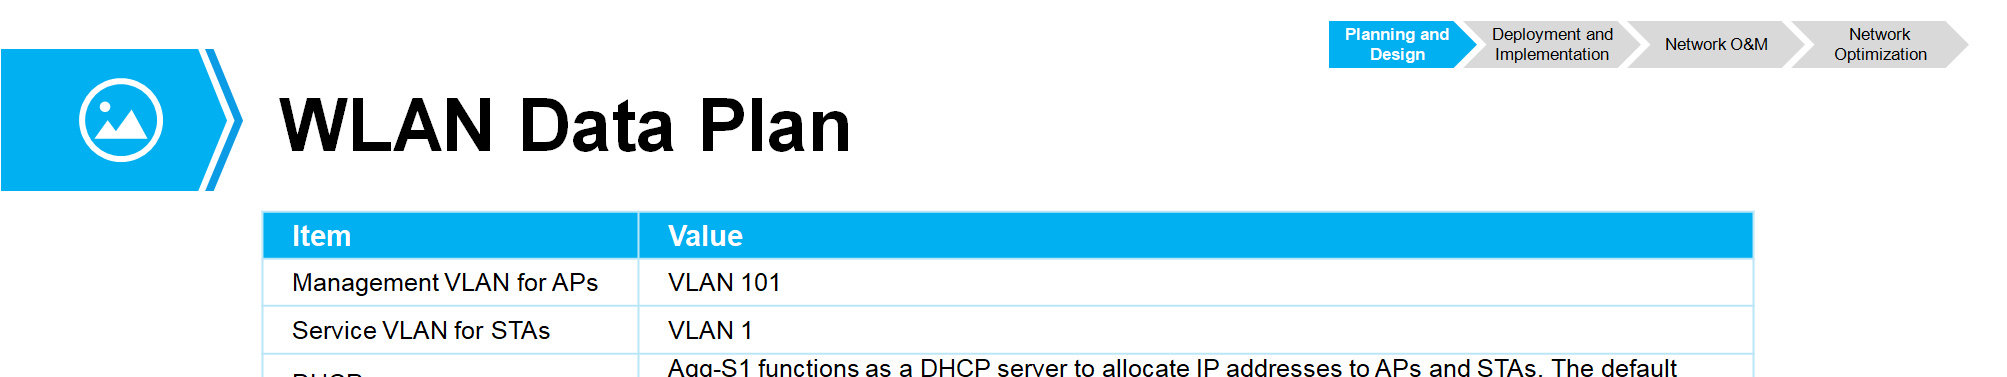 Planning and Design
Deployment and Implementation
Network O&M
Network Optimization
WLAN Data Plan
Item Value
Management VLAN for APs VLAN 101
Service VLAN for STAs VLAN 1
DHCP Agg-S1 functions as a DHCP server to allocate IP addresses to APs and STAs. The default